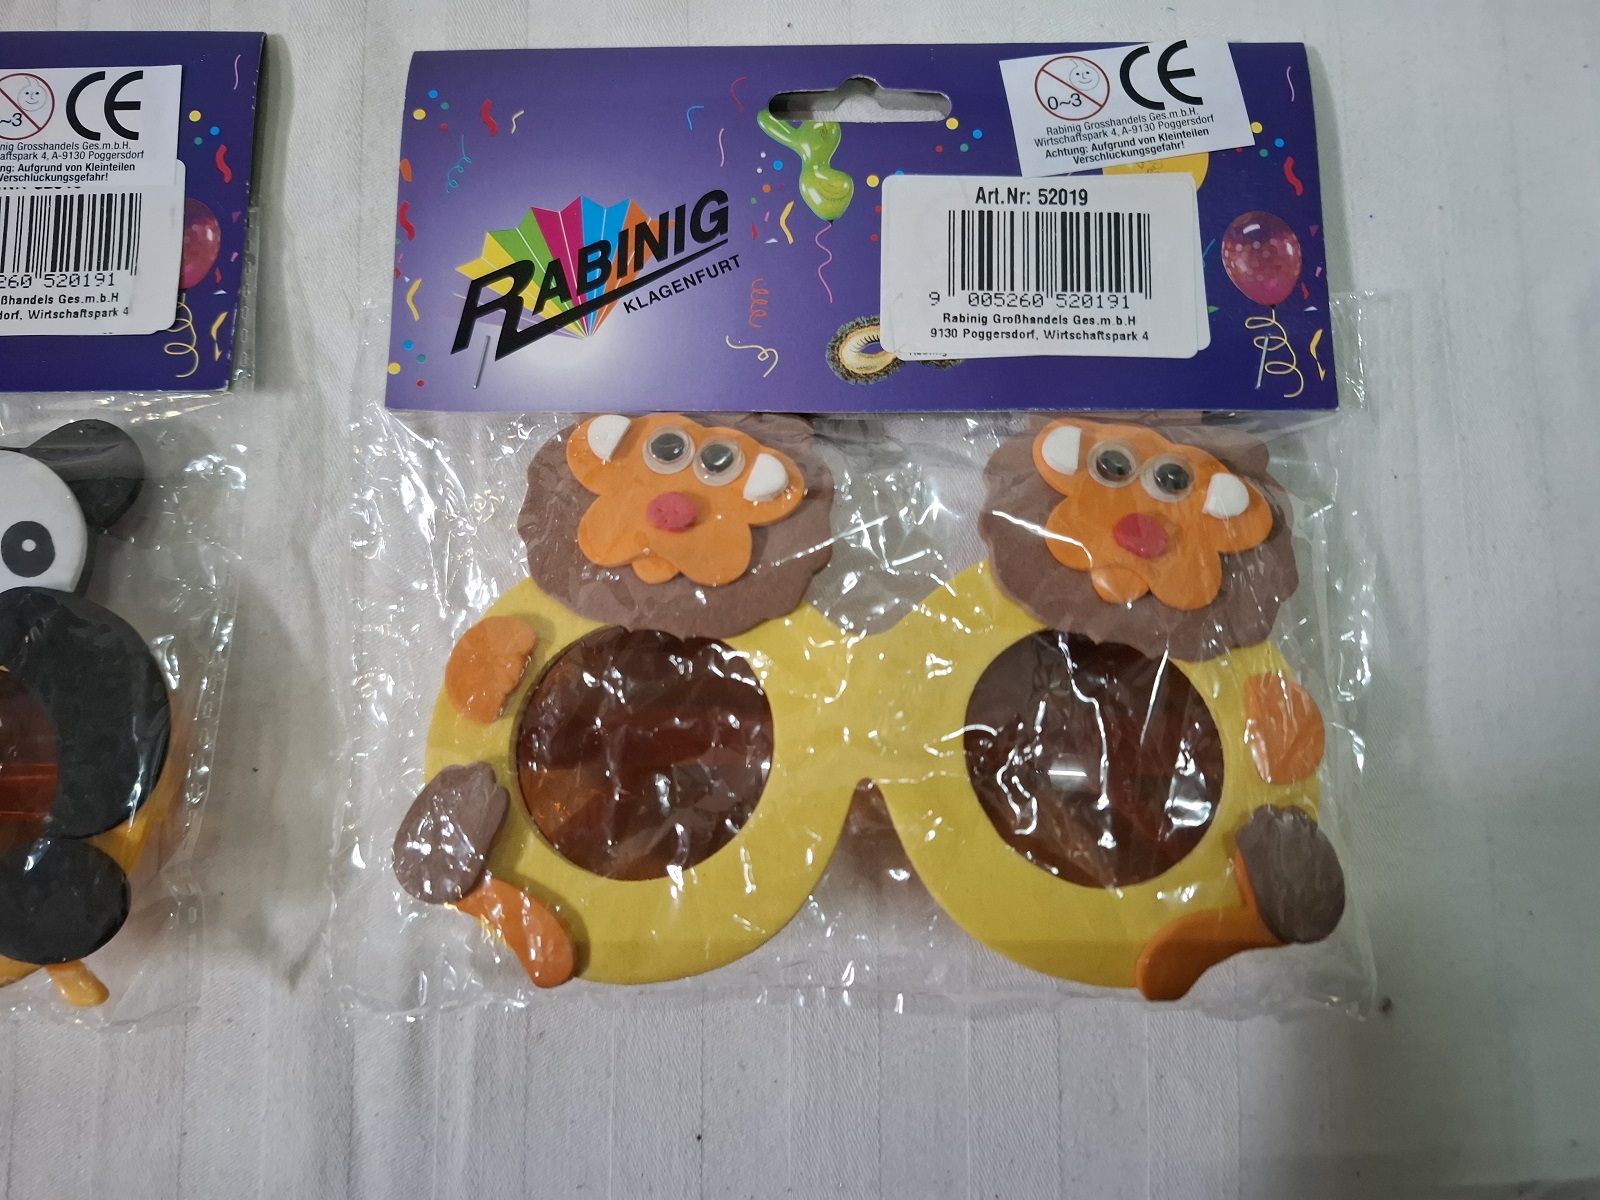 CE
~3
nig Grosshandels Ges.m.b.H.
aftspark 4, A-9130 Poggersdorf
ng: Aufgrund von Kleinteilen
Verschluckungsgefahr!
260 520191
ßhandels Ges.m.b.H
dorf, Wirtschaftspark 4
RABINIG
KLAGENFURT
0~3
CE
Rabinig Grosshandels Ges.m.b.H.
Wirtschaftspark 4, A-9130 Poggersdorf
Achtung: Aufgrund von Kleinteilen
Verschluckungsgefahr!
Art.Nr: 52019
9 005260 520191
Rabinig Großhandels Ges.m.b.H
9130 Poggersdorf, Wirtschaftspark 4